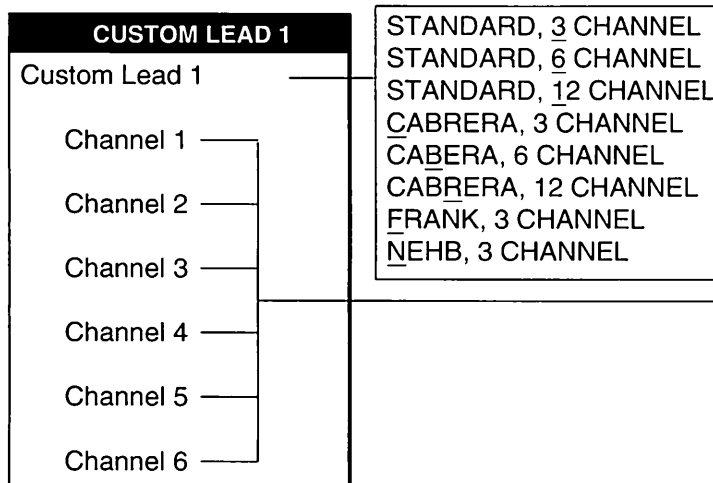 CUSTOM LEAD 1
Custom Lead 1
Channel 1
Channel 2
Channel 3
Channel 4
Channel 5
Channel 6
STANDARD, 3 CHANNEL
STANDARD, 6 CHANNEL
STANDARD, 12 CHANNEL
CABRERA, 3 CHANNEL
CABERA, 6 CHANNEL
CABRERA, 12 CHANNEL
FRANK, 3 CHANNEL
NEHB, 3 CHANNEL